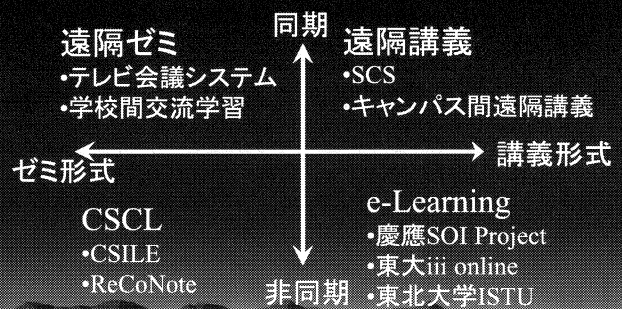 同期
遠隔ゼミ
•テレビ会議システム
•学校間交流学習
遠隔講義
•SCS
•キャンパス間遠隔講義
ゼミ形式
講義形式
CSCL
•CSILE
•ReCoNote
e-Learning
•慶應SOI Project
•東大iii online
•東北大学ISTU
非同期